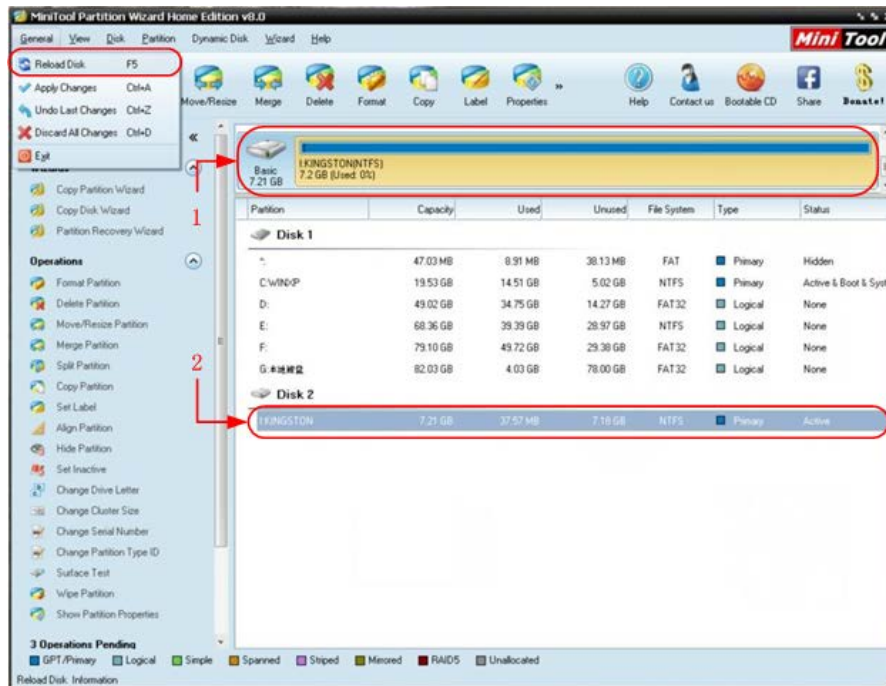 MiniTool Partition Wizard Home Edition v8.0
General View Disk Partition Dynamic Disk Wizard Help
Mini Tool
Reload Disk F5
Apply Changes Ctrl+A
Undo Last Changes Ctrl+Z
Discard All Changes Ctrl+D
Exit
Move/Resize Merge Delete Format Copy Label Properties » Help Contact us Bootable CD Share Donate!
«
1
Basic
7.21 GB
I:KINGSTON(NTFS)
7.2 GB (Used: 0%)
Copy Partition Wizard
Copy Disk Wizard
Partition Recovery Wizard
Operations
Format Partition
Delete Partition
Move/Resize Partition
Merge Partition
Split Partition
Copy Partition
Set Label
Align Partition
Hide Partition
Set Inactive
Change Drive Letter
Change Cluster Size
Change Serial Number
Change Partition Type ID
Surface Test
Wipe Partition
Show Partition Properties
3 Operations Pending
Partition Capacity Used Unused File System Type Status
Disk 1
*: 47.03 MB 8.91 MB 38.13 MB FAT Primary Hidden
C:WINXP 19.53 GB 14.51 GB 5.02 GB NTFS Primary Active & Boot & Syst
D: 49.02 GB 34.75 GB 14.27 GB FAT32 Logical None
E: 68.36 GB 39.39 GB 28.97 GB NTFS Logical None
F: 79.10 GB 49.72 GB 29.38 GB FAT32 Logical None
G:本地磁盘 82.03 GB 4.03 GB 78.00 GB FAT32 Logical None
2
Disk 2
I:KINGSTON 7.21 GB 37.57 MB 7.18 GB NTFS Primary Active
GPT/Primary Logical Simple Spanned Striped Mirrored RAID5 Unallocated
Reload Disk Information